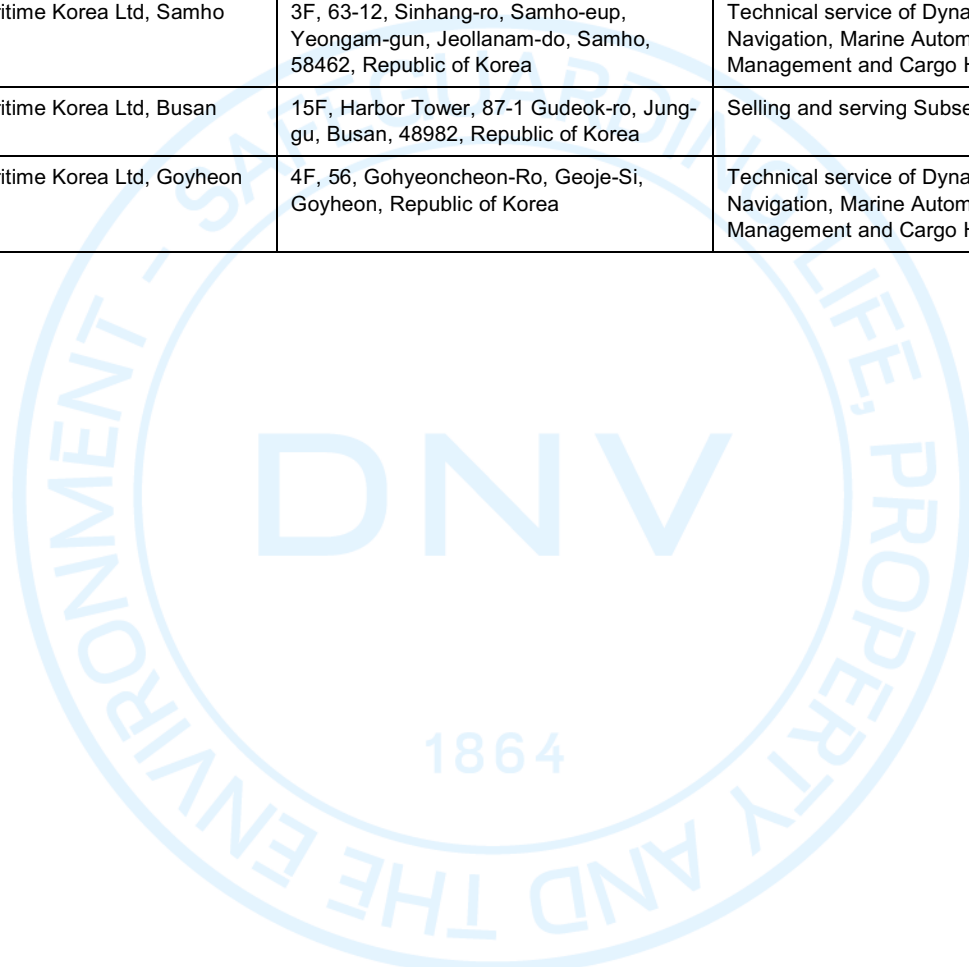 ritime Korea Ltd, Samho
3F, 63-12, Sinhang-ro, Samho-eup,
Yeongam-gun, Jeollanam-do, Samho,
58462, Republic of Korea
Technical service of Dyna
Navigation, Marine Autom
Management and Cargo H
ritime Korea Ltd, Busan
15F, Harbor Tower, 87-1 Gudeok-ro, Jung-
gu, Busan, 48982, Republic of Korea
Selling and serving Subse
ritime Korea Ltd, Goyheon
4F, 56, Gohyeoncheon-Ro, Geoje-Si,
Goyheon, Republic of Korea
Technical service of Dyna
Navigation, Marine Autom
Management and Cargo H
SAFEGUARDING LIFE, PROPERTY AND THE ENVIRONMENT -
DNV
1864